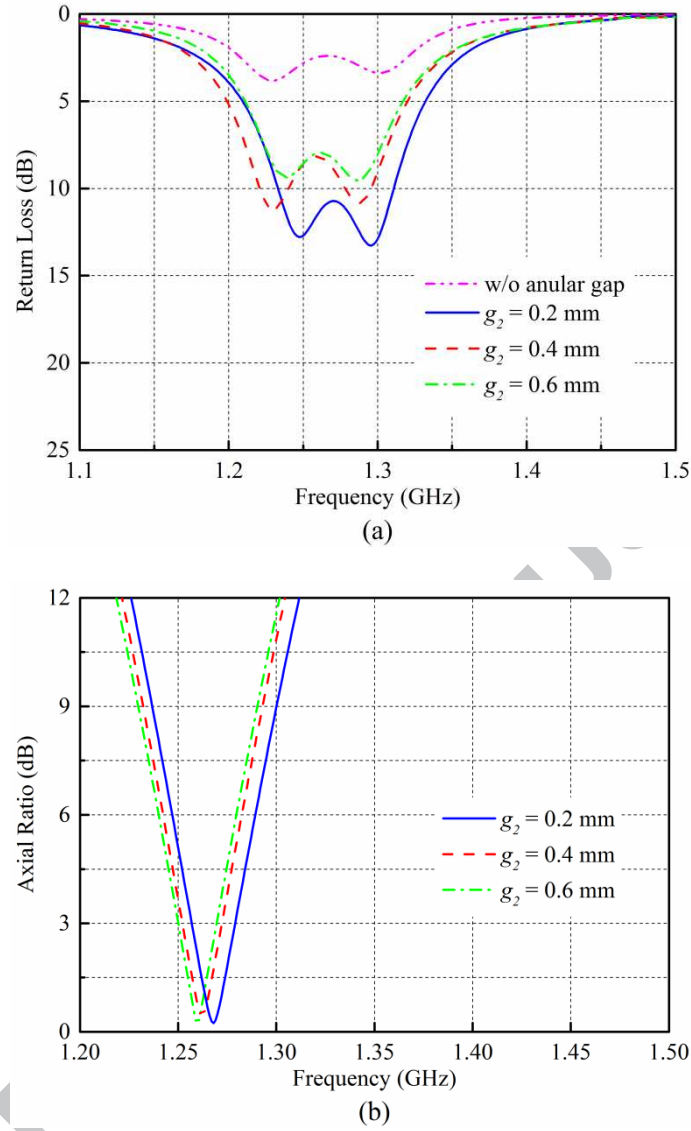 0
5
10
15
20
25
Return Loss (dB)
w/o anular gap
g2 = 0.2 mm
g2 = 0.4 mm
g2 = 0.6 mm
1.1 1.2 1.3 1.4 1.5
Frequency (GHz)
(a)
12
9
6
3
0
Axial Ratio (dB)
g2 = 0.2 mm
g2 = 0.4 mm
g2 = 0.6 mm
1.20 1.25 1.30 1.35 1.40 1.45 1.50
Frequency (GHz)
(b)